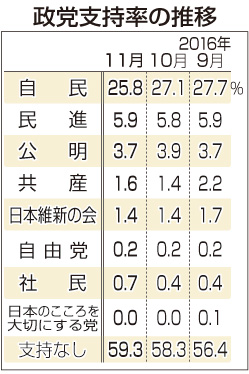 政党支持率の推移
2016年
11月 10月 9月
自民 25.8 27.1 27.7%
民進 5.9 5.8 5.9
公明 3.7 3.9 3.7
共産 1.6 1.4 2.2
日本維新の会 1.4 1.4 1.7
自由党 0.2 0.2 0.2
社民 0.7 0.4 0.4
日本のこころを
大切にする党 0.0 0.0 0.1
支持なし 59.3 58.3 56.4